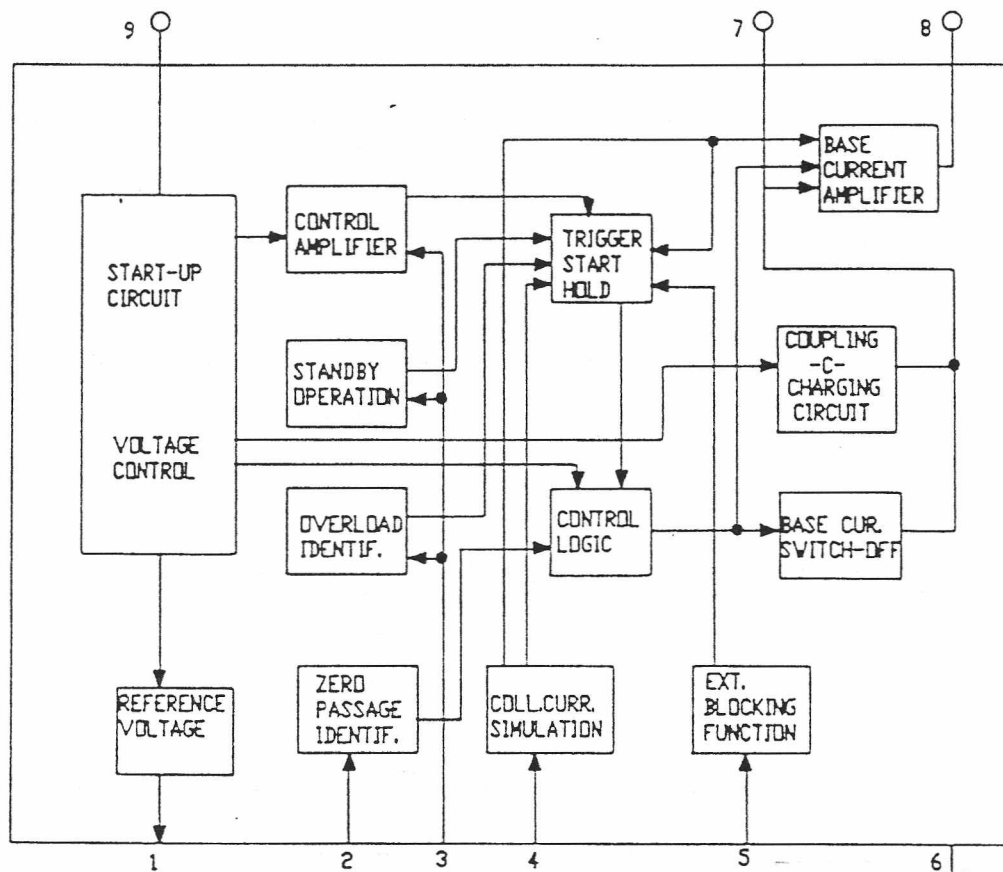 9
7
8
BASE
CURRENT
AMPLIFIER
CONTROL
AMPLIFIER
TRIGGER
START
HOLD
START-UP
CIRCUIT
COUPLING
-C-
CHARGING
CIRCUIT
STANDBY
OPERATION
VOLTAGE
CONTROL
OVERLOAD
IDENTIF.
CONTROL
LOGIC
BASE CUR.
SWITCH-OFF
REFERENCE
VOLTAGE
ZERO
PASSAGE
IDENTIF.
COLL.CURR.
SIMULATION
EXT.
BLOCKING
FUNCTION
1
2
3
4
5
6